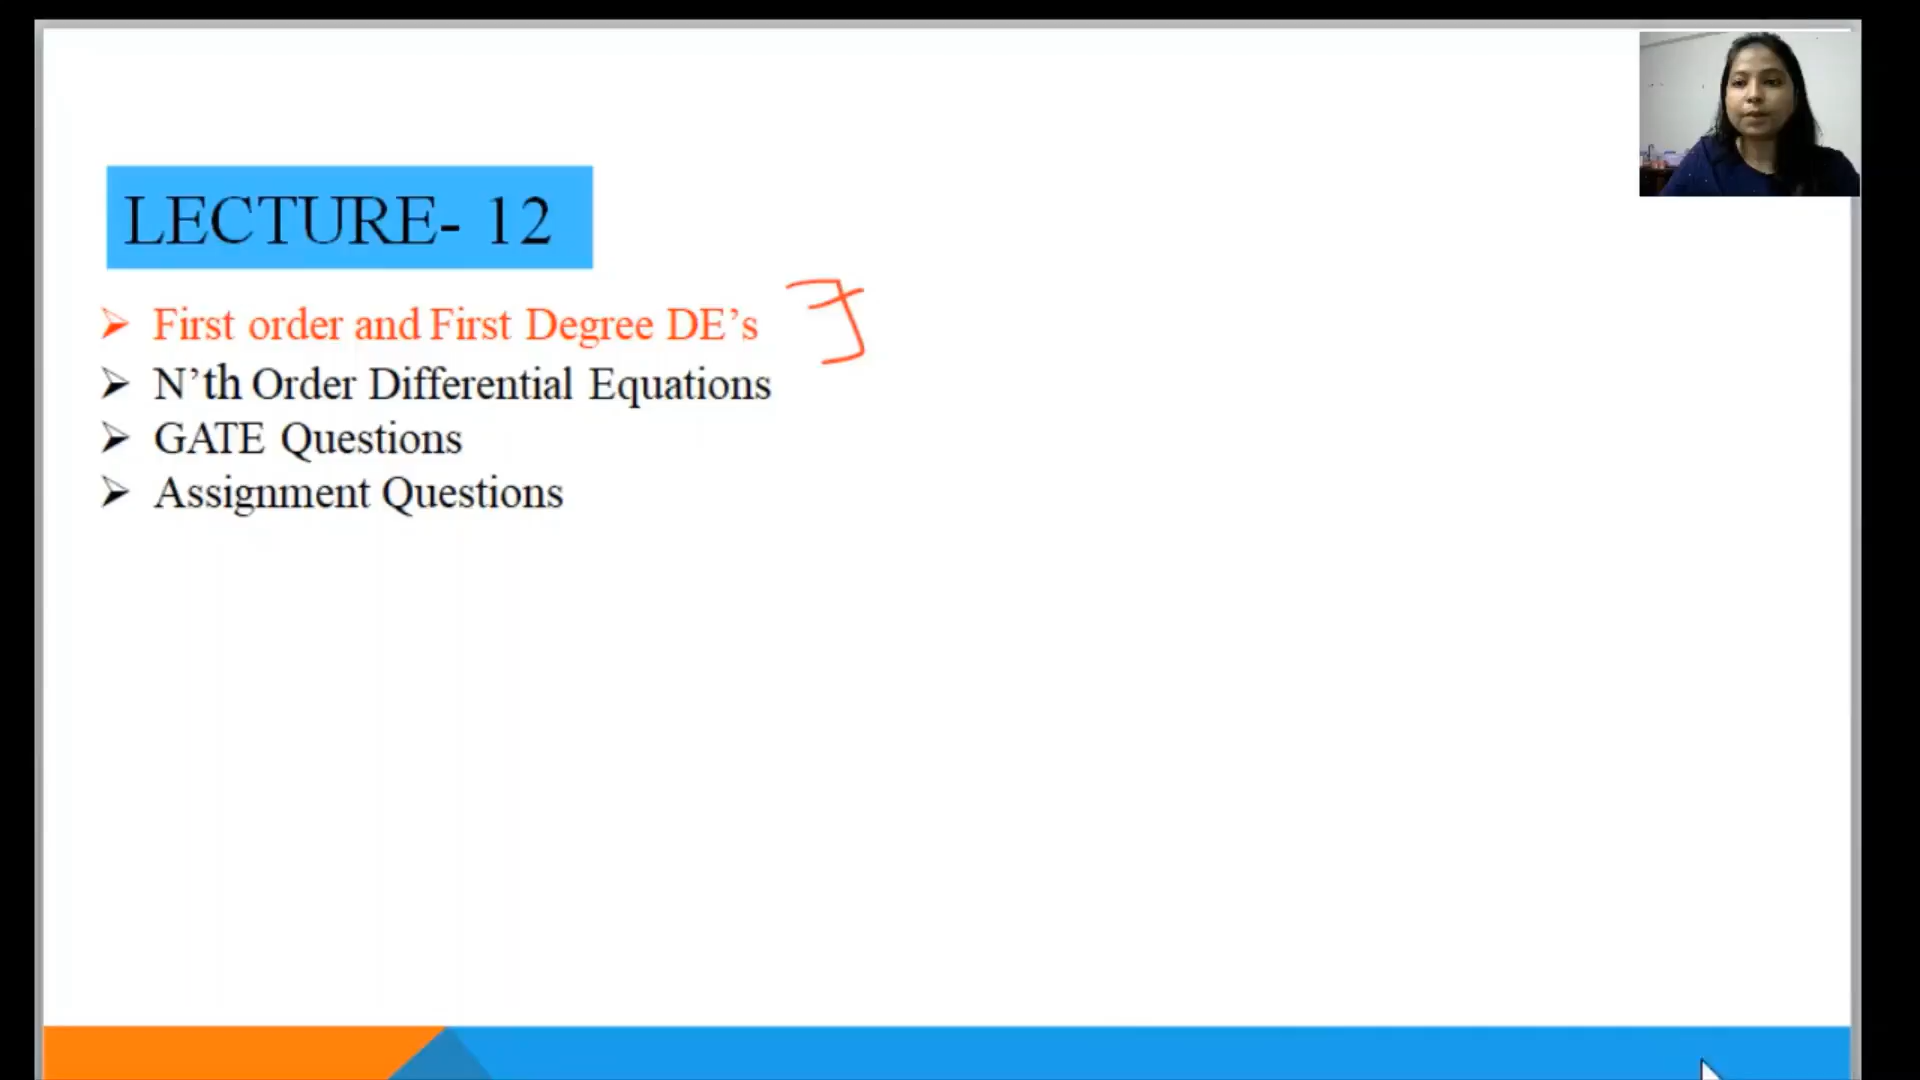 LECTURE- 12
First order and First Degree DE's
N'th Order Differential Equations
GATE Questions
Assignment Questions